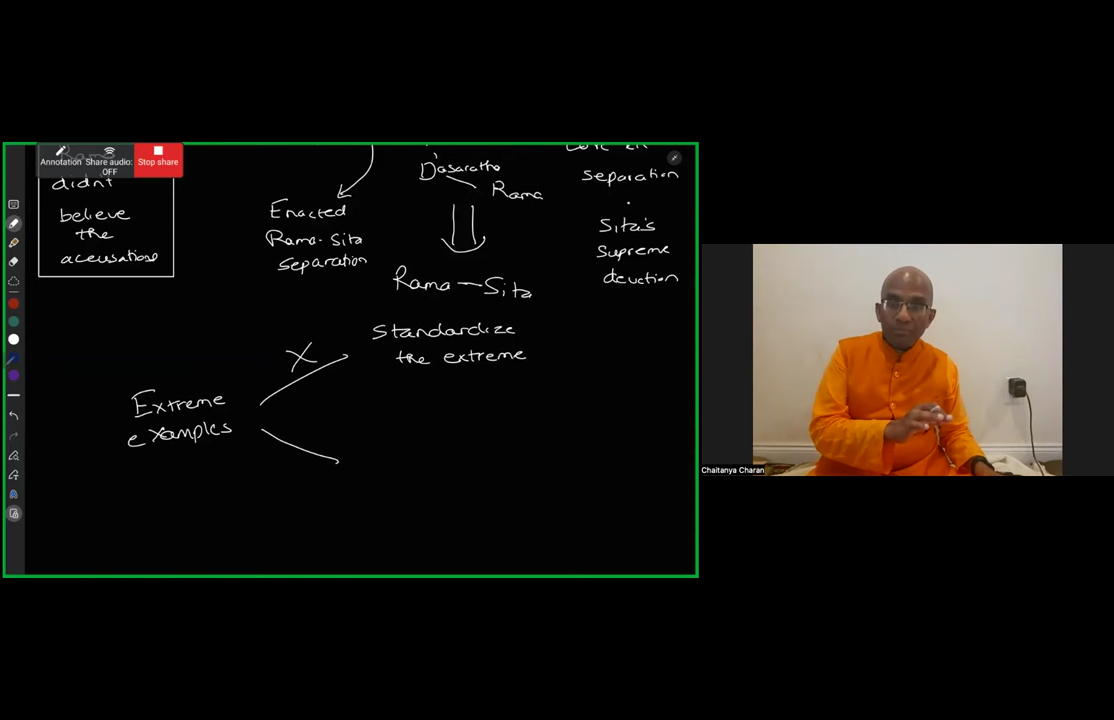 Annotation
Share audio:
OFF
Stop share
didnt
believe
the
accusations
Enacted
Rama-Sita
separation
Dasaratha
Rama
Rama - Sita
separation
Sita's
Supreme
devotion
Standardize
the extreme
X
Extreme
examples
Chaitanya Charan